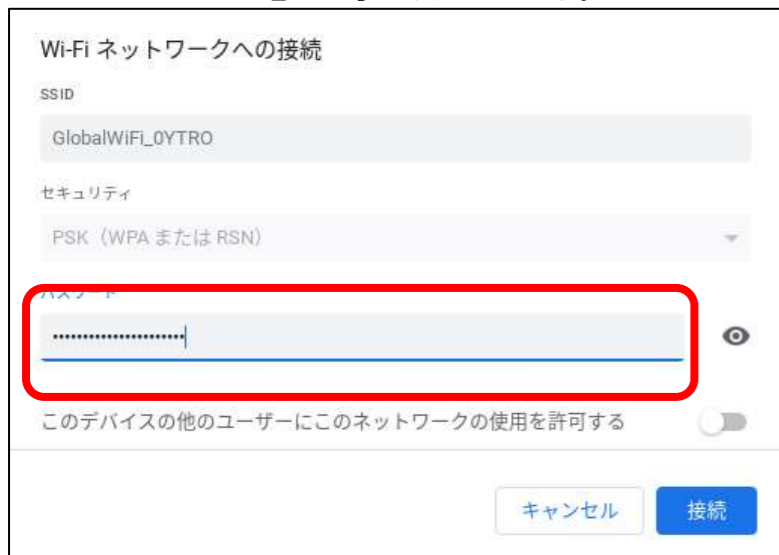 Wi-Fi ネットワークへの接続
SSID
GlobalWiFi_0YTRO
セキュリティ
PSK（WPA または RSN）
パスワード
••••••••••••••••••••••
このデバイスの他のユーザーにこのネットワークの使用を許可する
キャンセル
接続